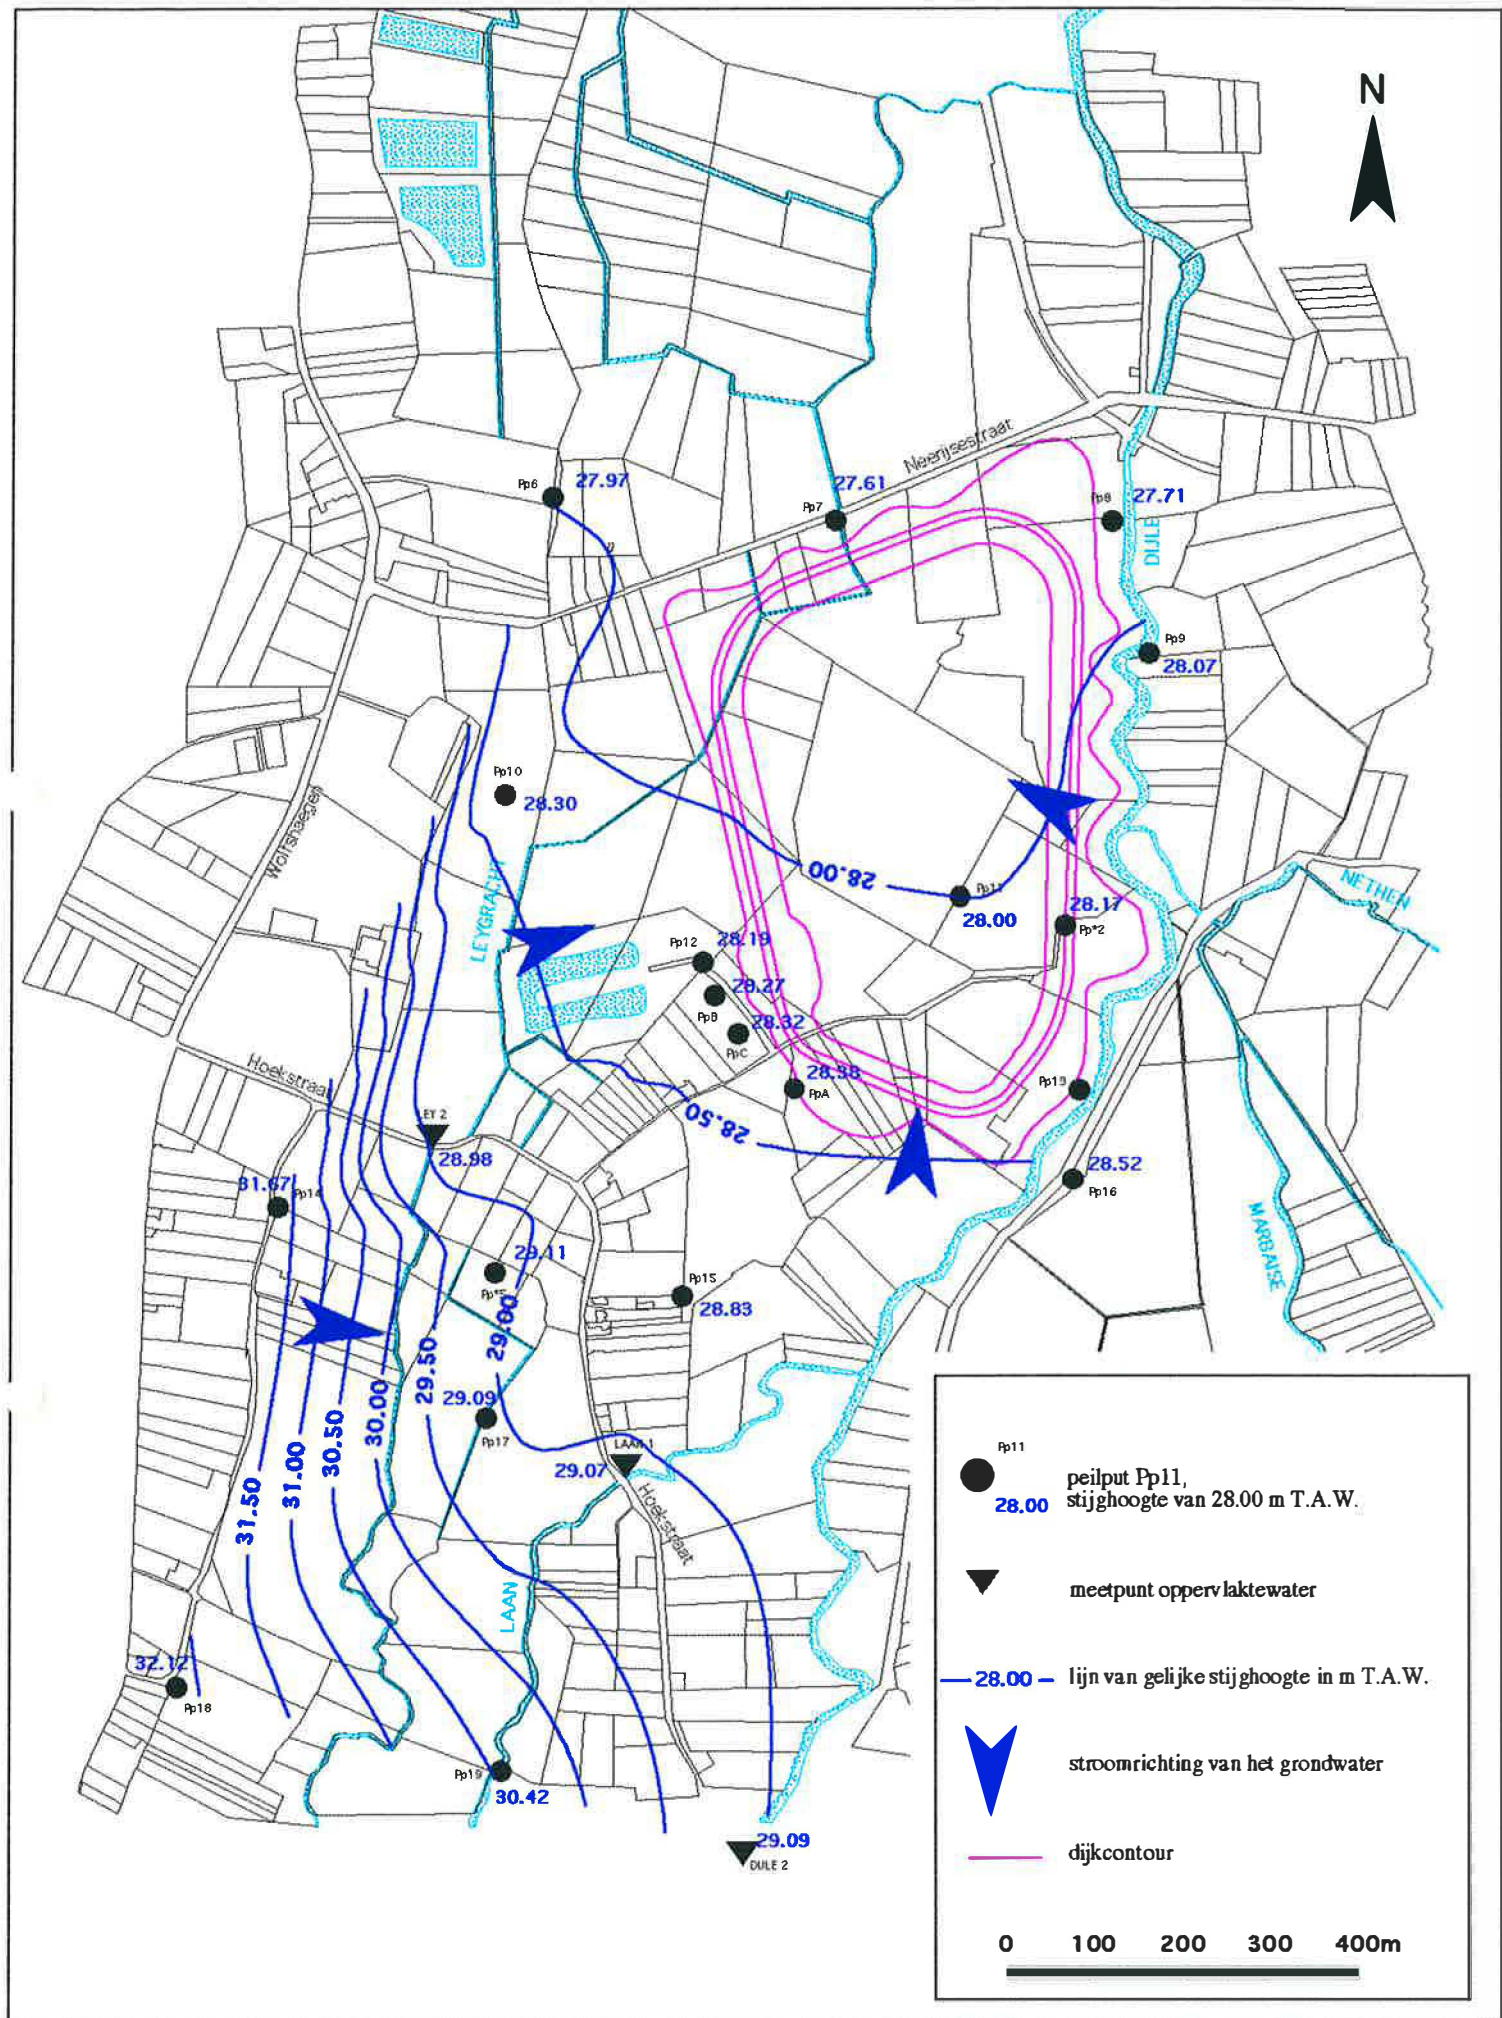 N
Neerijsestraat
Pp6
27.97
27.61
Pp7
Pp8
27.71
DIJLE
Pp9
28.07
Pp10
28.30
Wolfshaegen
LEYGRACHT
28.00
Pp11
28.00
28.17
Pp*2
NETHEN
Pp12
28.19
28.27
PpB
28.32
PpC
28.38
PpA
Pp13
28.50
Hoekstraat
LEY 2
28.98
28.52
Pp16
31.67
Pp14
MARBAISE
29.11
Pp15
28.83
29.00
29.50
30.00
30.50
31.00
31.50
29.09
Pp17
LAAN 1
29.07
Hoekstraat
LAAN
32.12
Pp18
Pp19
30.42
29.09
DIJLE 2
Pp11
peilput Pp11,
28.00 stijghoogte van 28.00 m T.A.W.
meetpunt oppervlaktewater
28.00 lijn van gelijke stijghoogte in m T.A.W.
stroomrichting van het grondwater
dijkcontour
0 100 200 300 400m